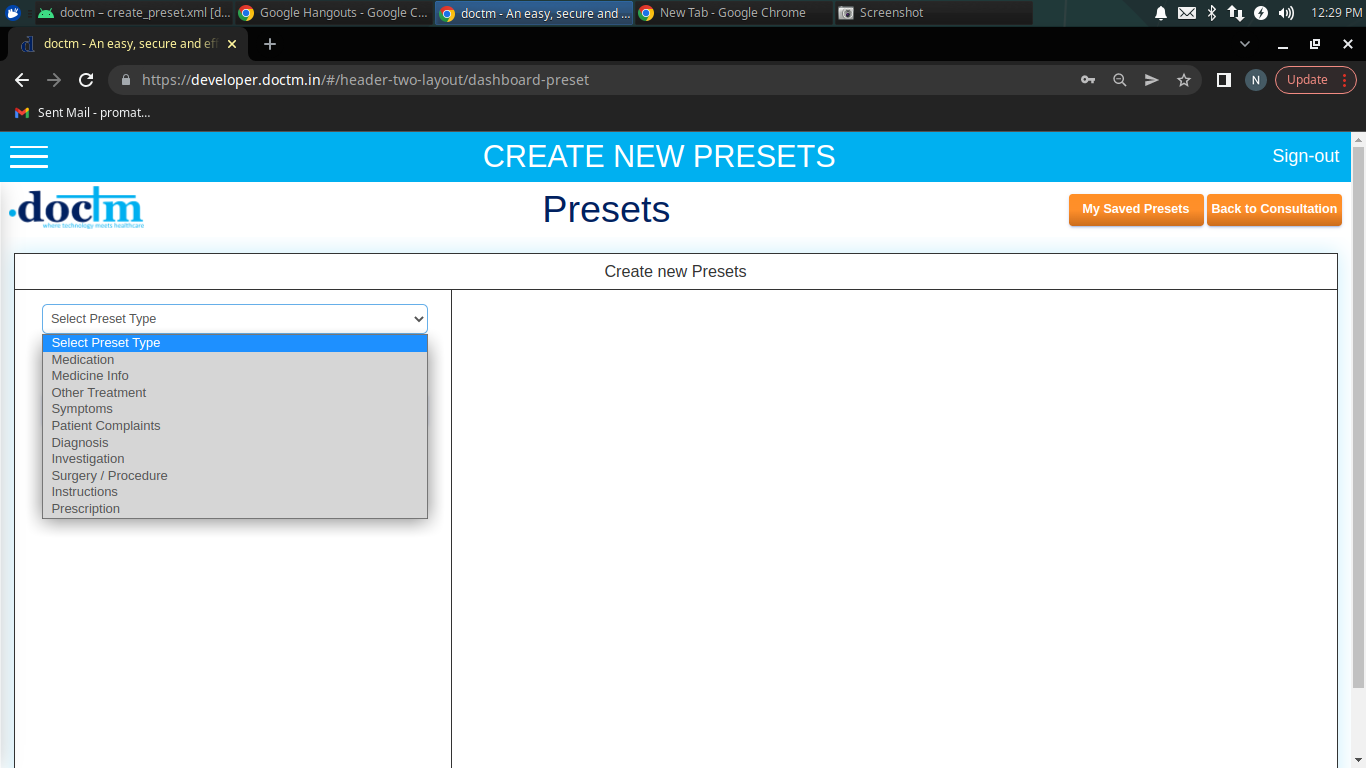 doctm – create_preset.xml [d...
Google Hangouts - Google C...
doctm - An easy, secure and ...
New Tab - Google Chrome
Screenshot
12:29 PM
doctm - An easy, secure and eff
https://developer.doctm.in/#/header-two-layout/dashboard-preset
N
Update
Sent Mail - promat...
CREATE NEW PRESETS
Sign-out
.doctm
where technology meets healthcare
Presets
My Saved Presets
Back to Consultation
Create new Presets
Select Preset Type
Select Preset Type
Medication
Medicine Info
Other Treatment
Symptoms
Patient Complaints
Diagnosis
Investigation
Surgery / Procedure
Instructions
Prescription